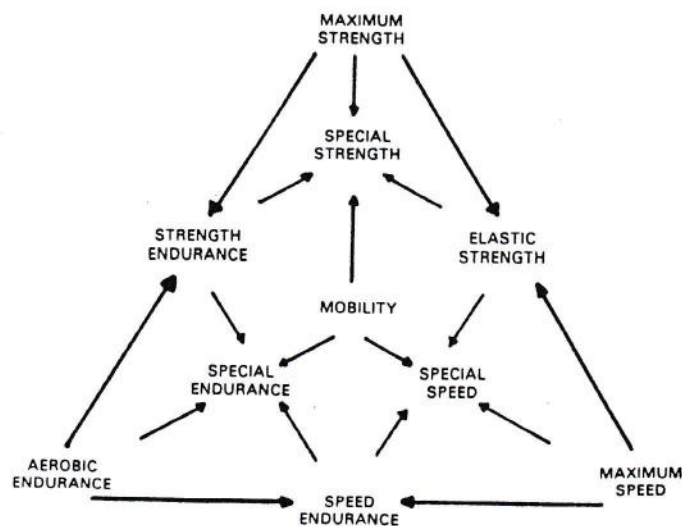 MAXIMUM
STRENGTH
SPECIAL
STRENGTH
STRENGTH
ENDURANCE
ELASTIC
STRENGTH
MOBILITY
SPECIAL
ENDURANCE
SPECIAL
SPEED
AEROBIC
ENDURANCE
MAXIMUM
SPEED
SPEED
ENDURANCE